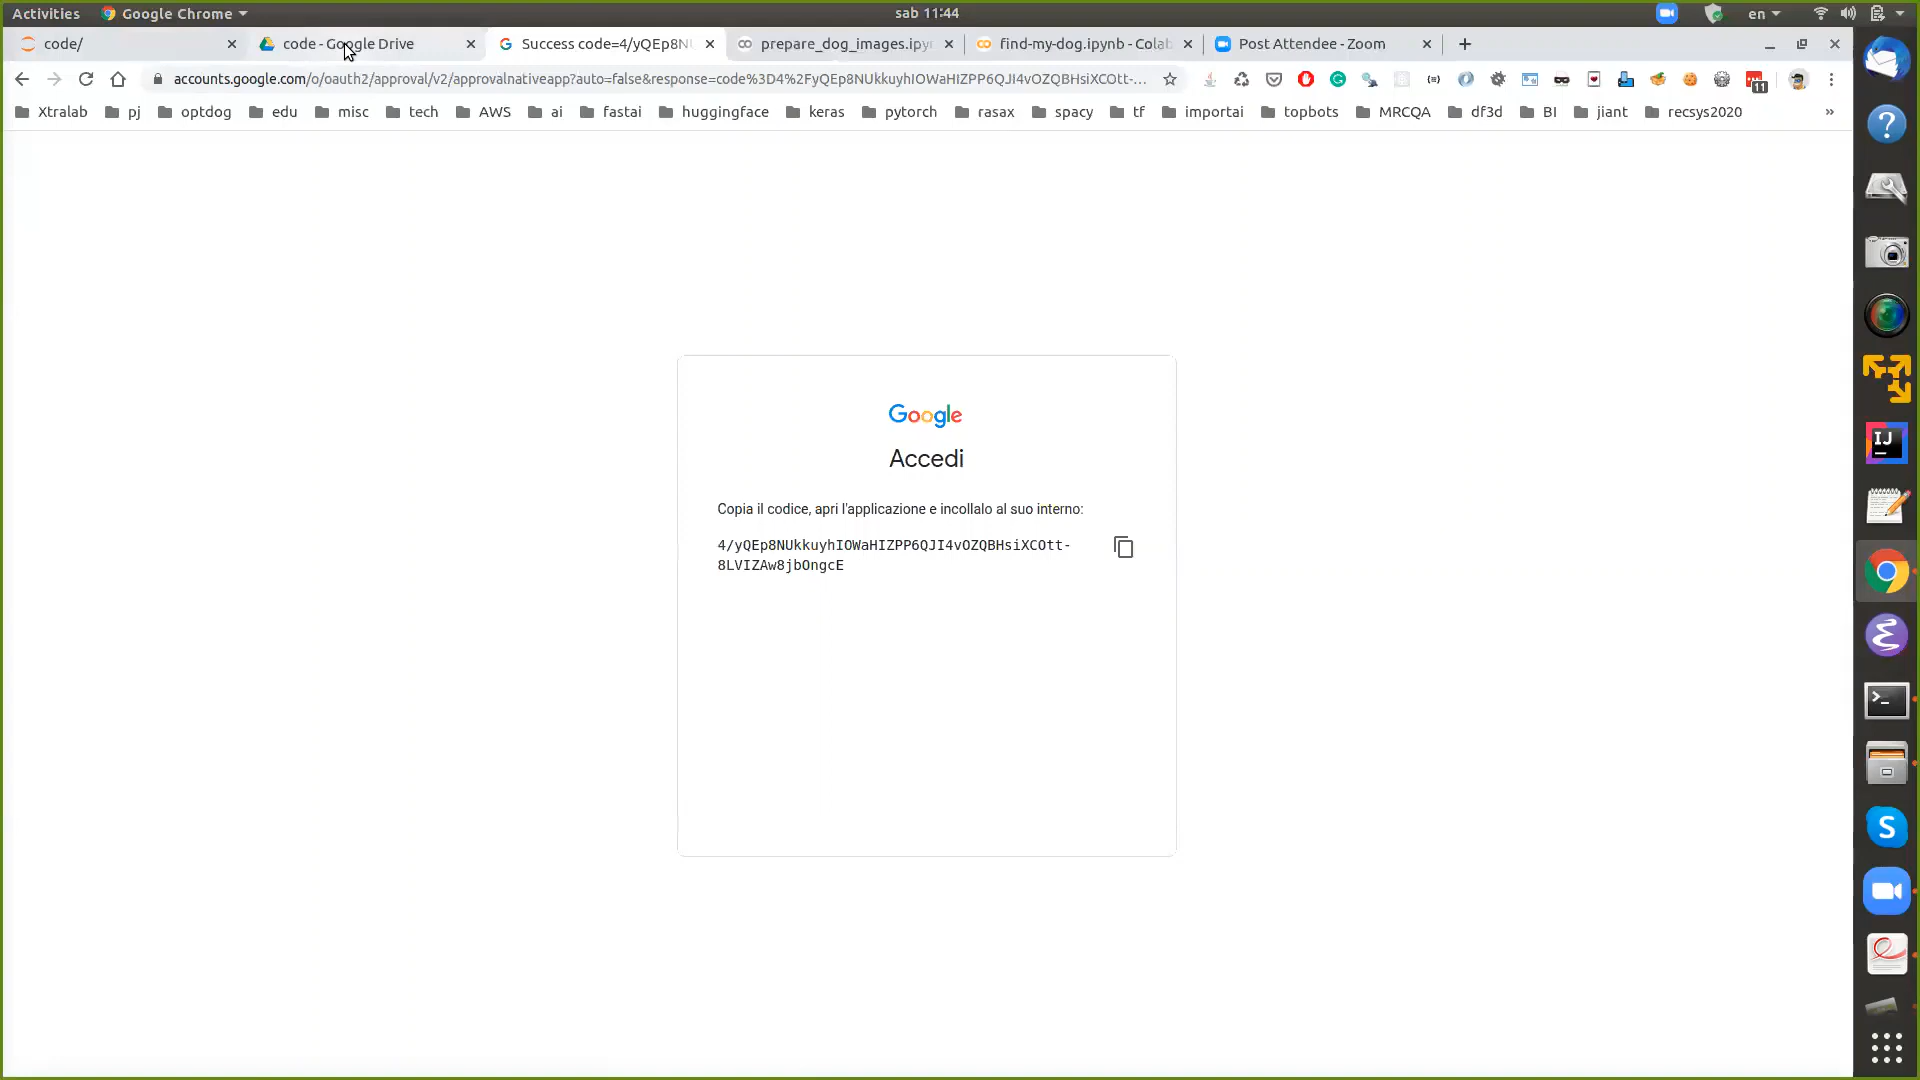 Activities Google Chrome sab 11:44 en
code/ code - Google Drive Success code=4/yQEp8N prepare_dog_images.ipy find-my-dog.ipynb - Colab Post Attendee - Zoom
accounts.google.com/o/oauth2/approval/v2/approvalnativeapp?auto=false&response=code%3D4%2FyQEp8NUkkuyhIOWaHIZPP6QJI4vOZQBHsiXCOtt-... 11
Xtralab pj optdog edu misc tech AWS ai fastai huggingface keras pytorch rasax spacy tf importai topbots MRCQA df3d BI jiant recsys2020 »
Google
Accedi
Copia il codice, apri l'applicazione e incollalo al suo interno:
4/yQEp8NUkkuyhIOWaHIZPP6QJI4vOZQBHsiXCOtt-
8LVIZAw8jbOngcE